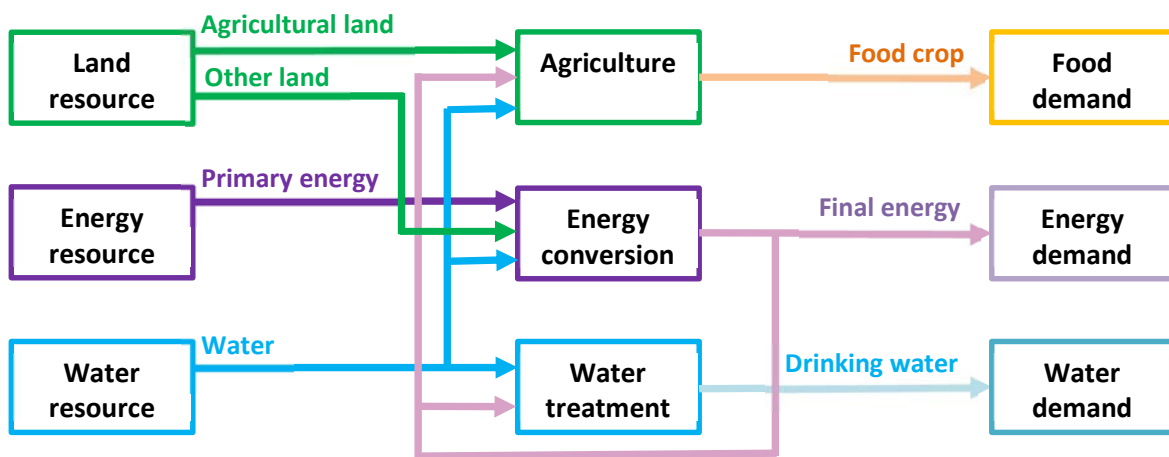 Agricultural land
Land
resource
Other land
Agriculture
Food crop
Food
demand
Primary energy
Energy
resource
Energy
conversion
Final energy
Energy
demand
Water
Water
resource
Water
treatment
Drinking water
Water
demand